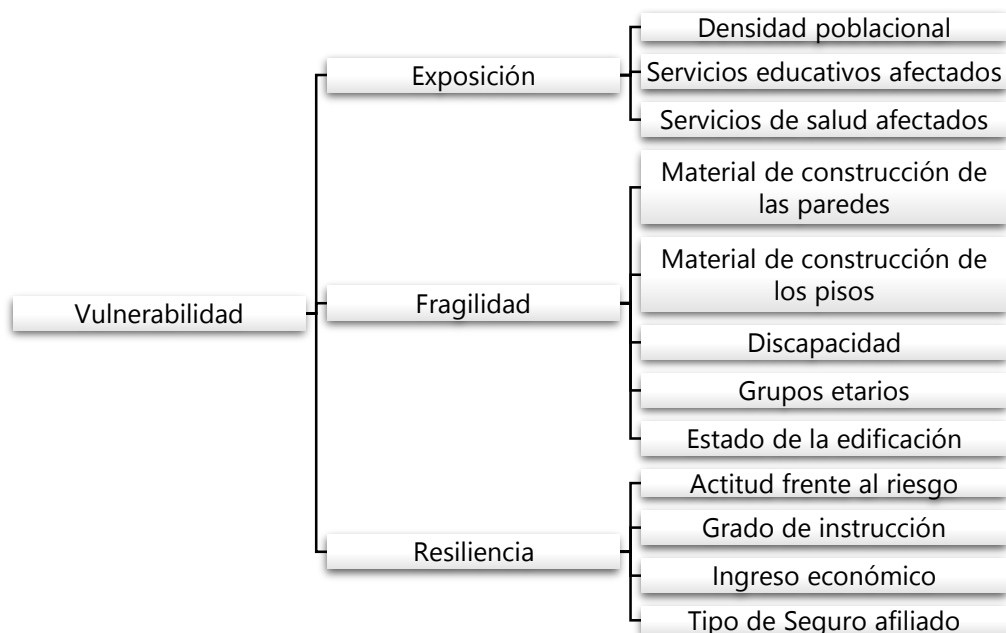 Vulnerabilidad
Exposición
Densidad poblacional
Servicios educativos afectados
Servicios de salud afectados
Fragilidad
Material de construcción de
las paredes
Material de construcción de
los pisos
Discapacidad
Grupos etarios
Estado de la edificación
Resiliencia
Actitud frente al riesgo
Grado de instrucción
Ingreso económico
Tipo de Seguro afiliado